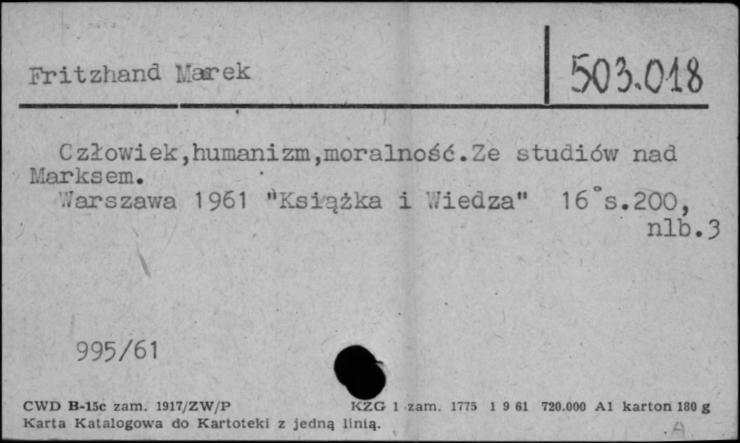 Fritzhand Marek
503.018
Człowiek,humanizm,moralność.Ze studiów nad
Marksem.
Warszawa 1961 "Książka i Wiedza" 16°s.200,
nlb.3
995/61
CWD B-15c zam. 1917/ZW/P KZG 1 zam. 1775 1 9 61 720.000 A1 karton 180 g
Karta Katalogowa do Kartoteki z jedną linią.
A